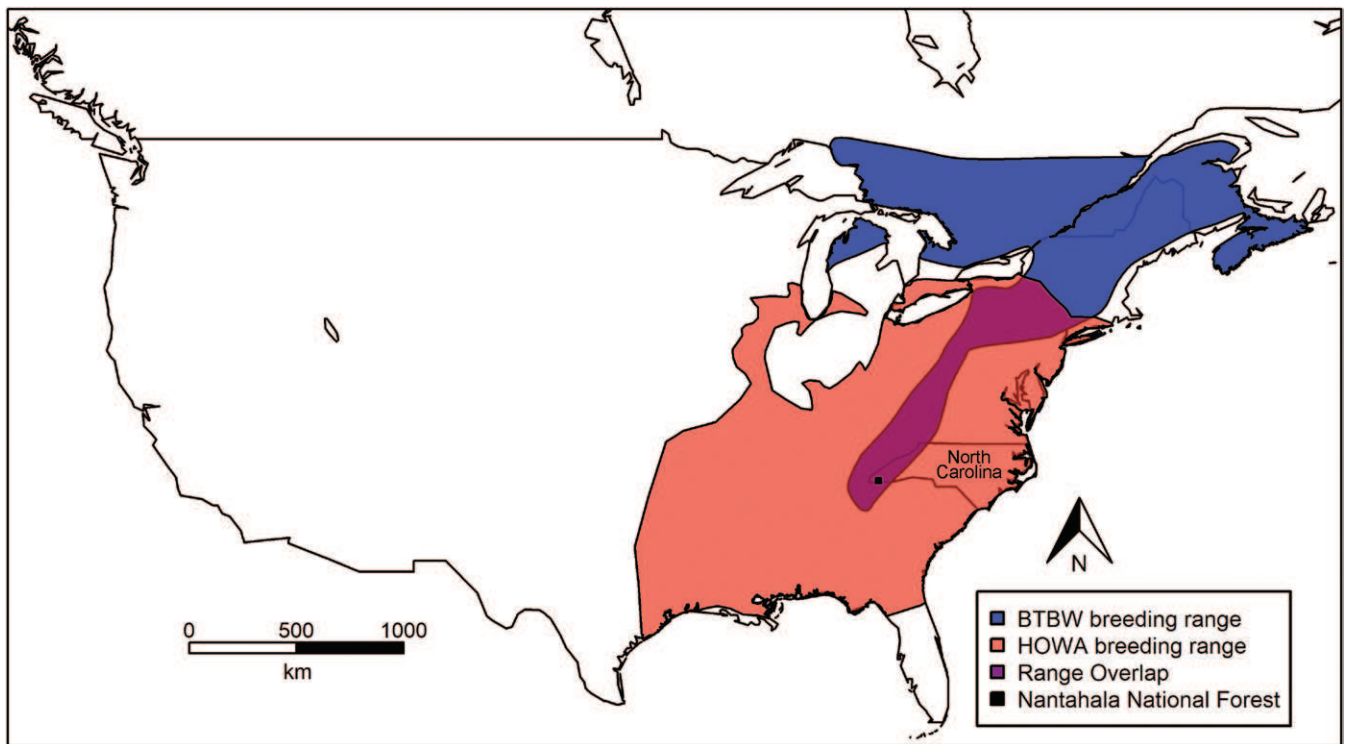 North
Carolina
N
0 500 1000
km
BTBW breeding range
HOWA breeding range
Range Overlap
Nantahala National Forest